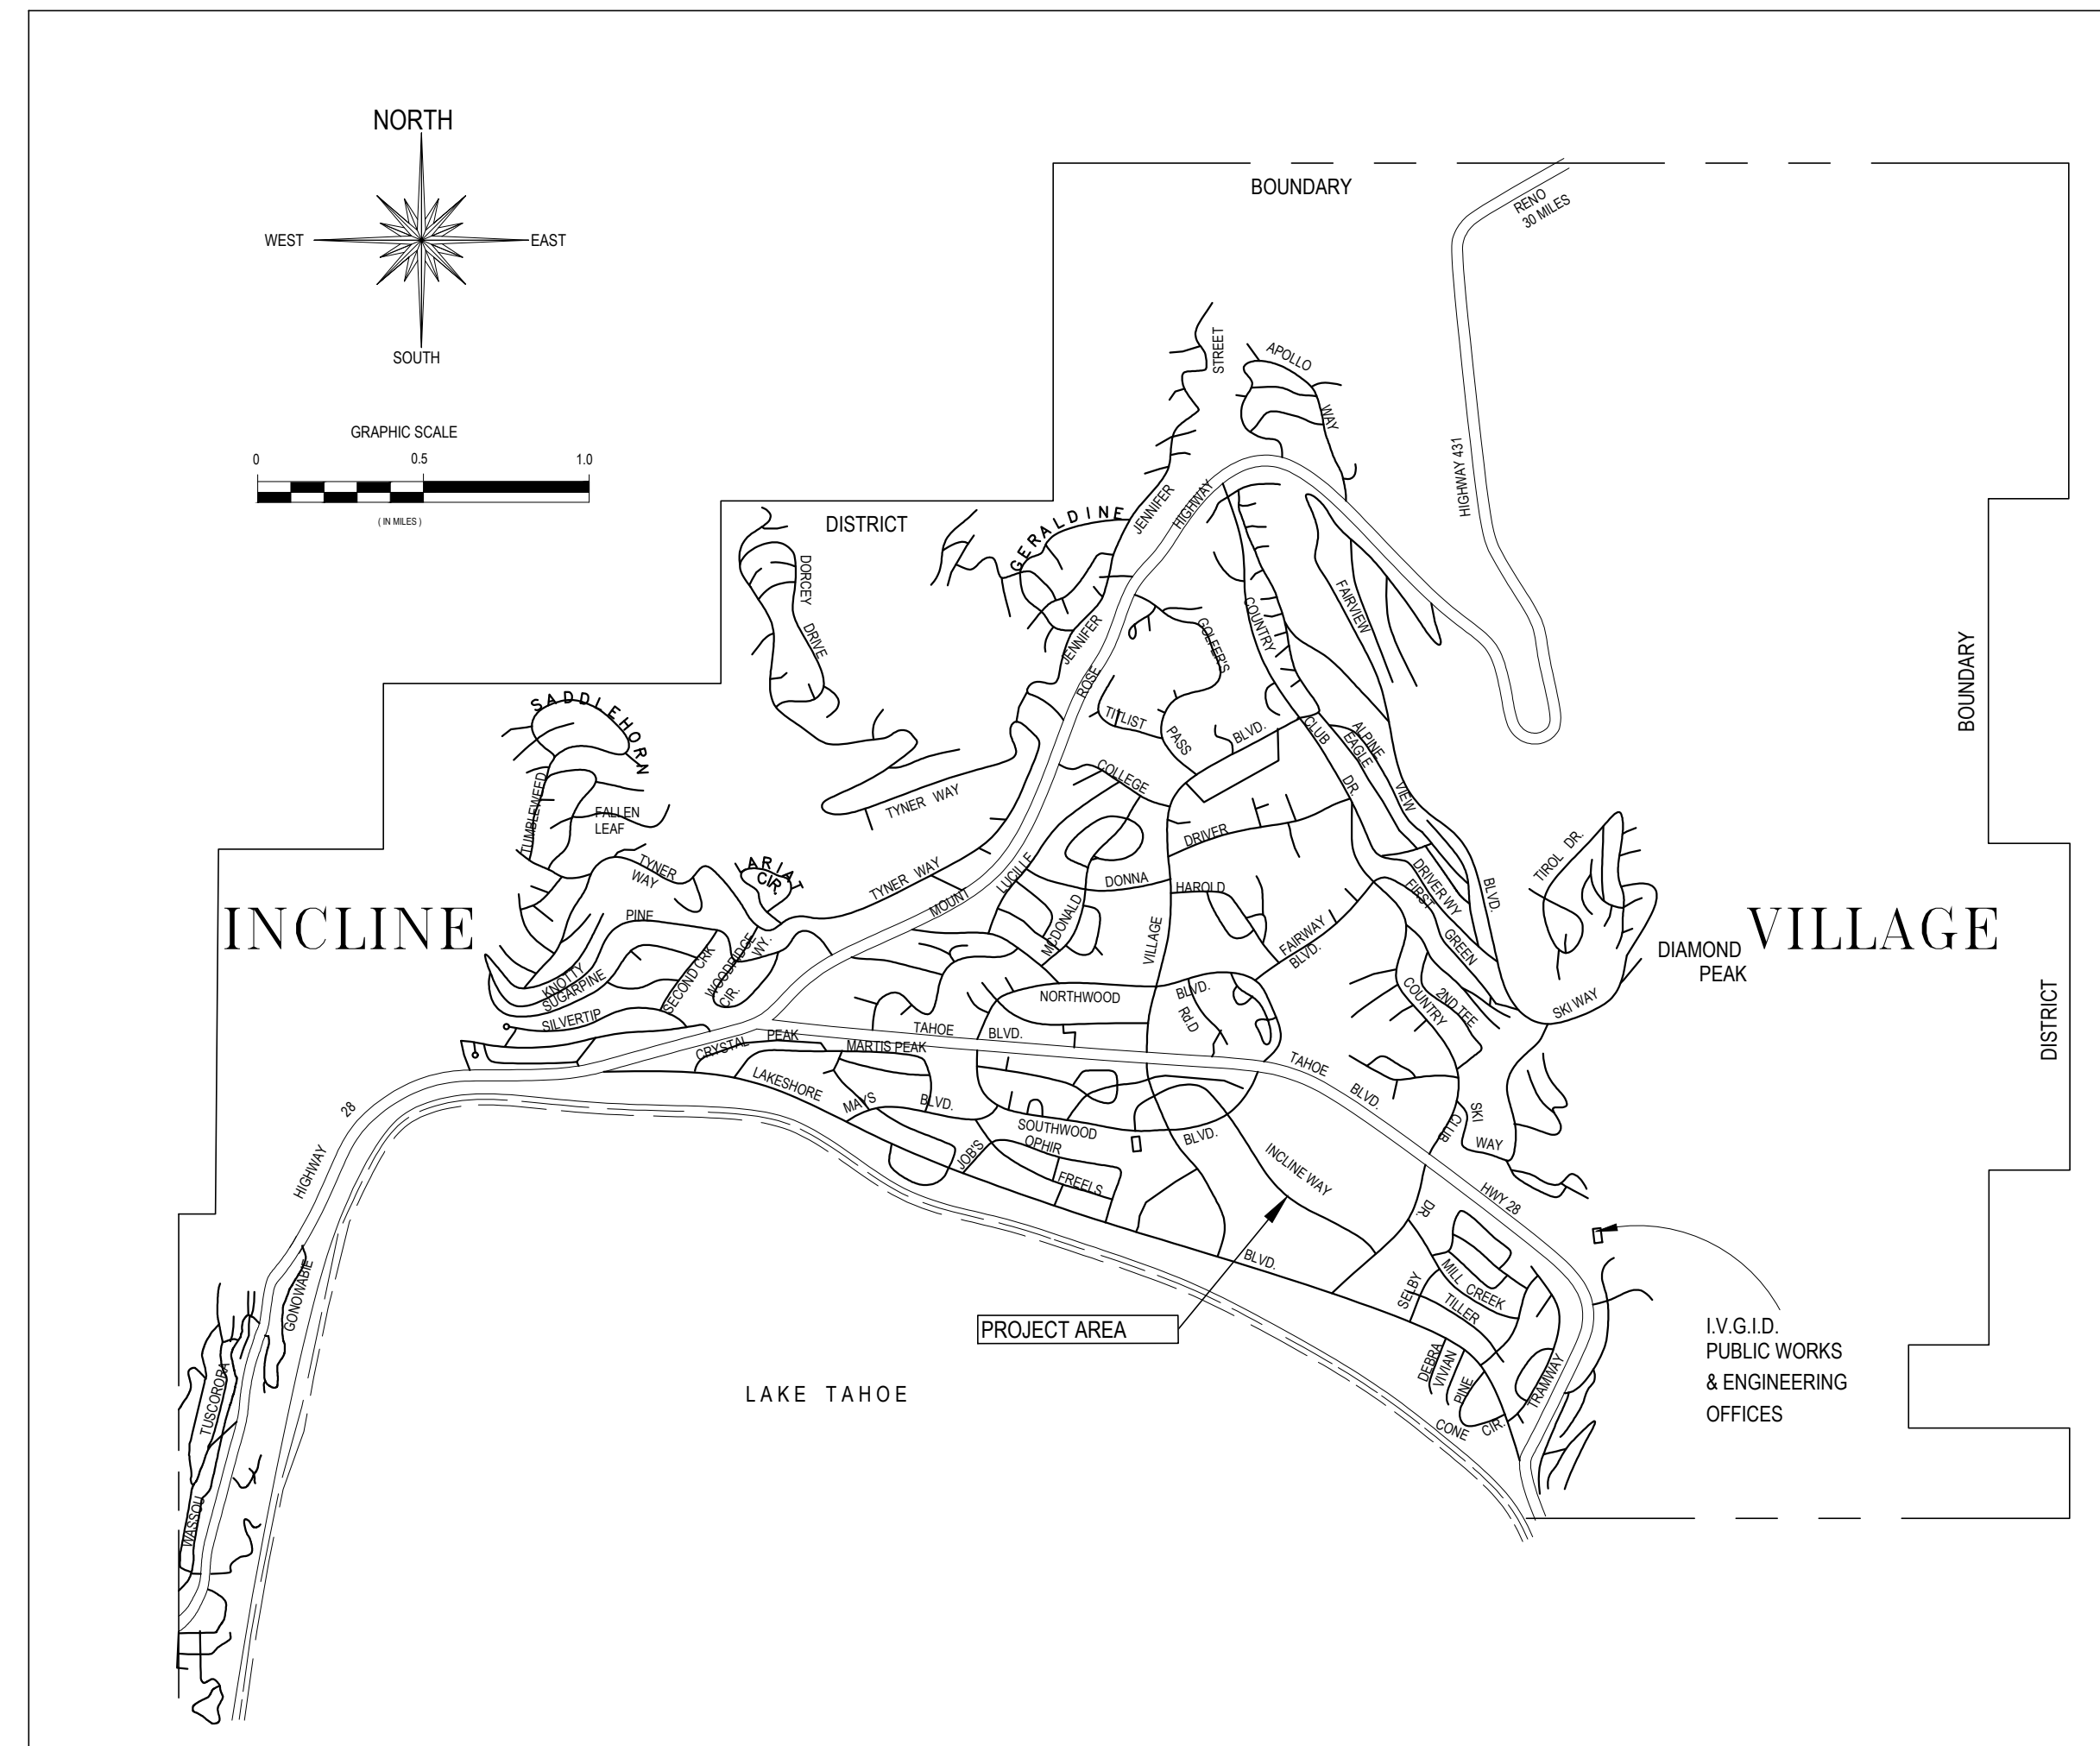 NORTH
WEST
EAST
SOUTH
GRAPHIC SCALE
0
0.5
1.0
( IN MILES )
BOUNDARY
RENO
30 MILES
HIGHWAY 431
STREET
APOLLO
WAY
DISTRICT
GERALDINE
JENNIFER
HIGHWAY
DORCEY
DRIVE
JENNIFER
ROSE
GOLFER'S
COUNTRY
FAIRVIEW
BOUNDARY
SADDLEHORN
TITLIST
PASS
BLVD.
CLUB
ALPINE
EAGLE
DR.
VIEW
COLLEGE
TYNER WAY
TUMBLEWEED
FALLEN
LEAF
TYNER
WAY
LARIAT
CIR.
TYNER WAY
MOUNT
LUCILLE
DRIVER
DONNA
HAROLD
MCDONALD
VILLAGE
FAIRWAY
BLVD.
DRIVER WY
FIRST
GREEN
BLVD.
TIROL DR.
INCLINE
VILLAGE
DIAMOND
PEAK
DISTRICT
PINE
KNOTTY
SUGARPINE
SECOND CRK
WOODRIDGE
WY.
CIR.
SILVERTIP
NORTHWOOD
BLVD.
Rd.D
COUNTRY
2ND TEE
SKI WAY
CRYSTAL
PEAK
TAHOE
BLVD.
MARTIS PEAK
TAHOE
BLVD.
LAKESHORE
MAYS
BLVD.
SOUTHWOOD
BLVD.
OPHIR
JOB'S
FREELS
INCLINE WAY
CLUB
SKI
WAY
DR.
HWY 28
28
HIGHWAY
GONOWABIE
BLVD.
SELBY
MILL CREEK
TILLER
PROJECT AREA
I.V.G.I.D.
PUBLIC WORKS
& ENGINEERING
OFFICES
DEBRA
VIVIAN
PINE
CONE
CIR.
TRAMWAY
LAKE TAHOE
TUSCORORA
WASSOU